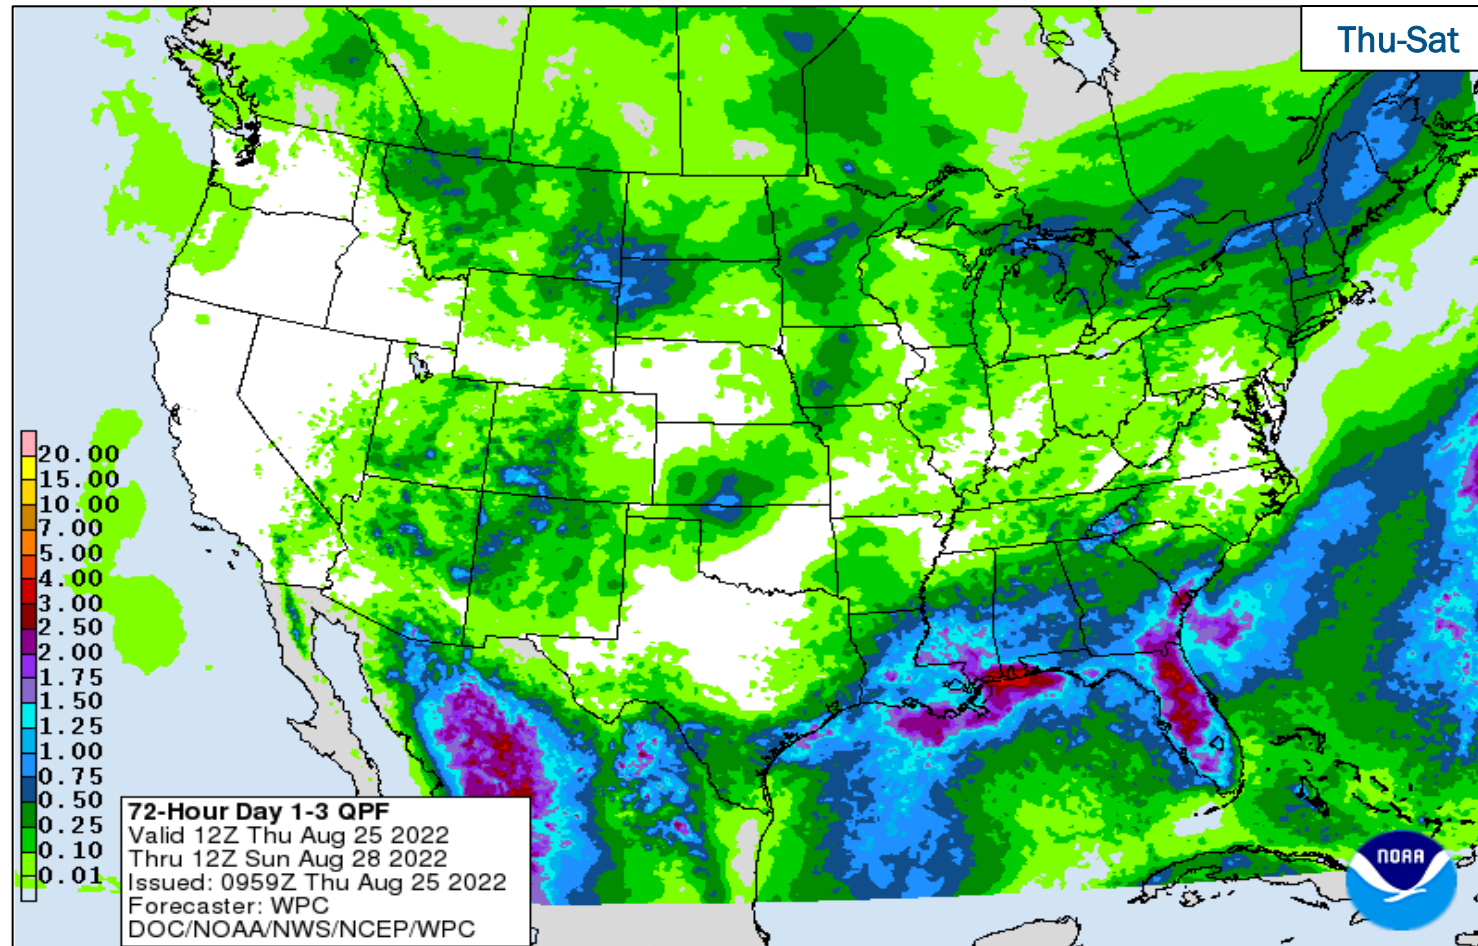 Thu-Sat
20.00
15.00
10.00
7.00
5.00
4.00
3.00
2.50
2.00
1.75
1.50
1.25
1.00
0.75
0.50
0.25
0.10
0.01
72-Hour Day 1-3 QPF
Valid 12Z Thu Aug 25 2022
Thru 12Z Sun Aug 28 2022
Issued: 0959Z Thu Aug 25 2022
Forecaster: WPC
DOC/NOAA/NWS/NCEP/WPC
NOAA